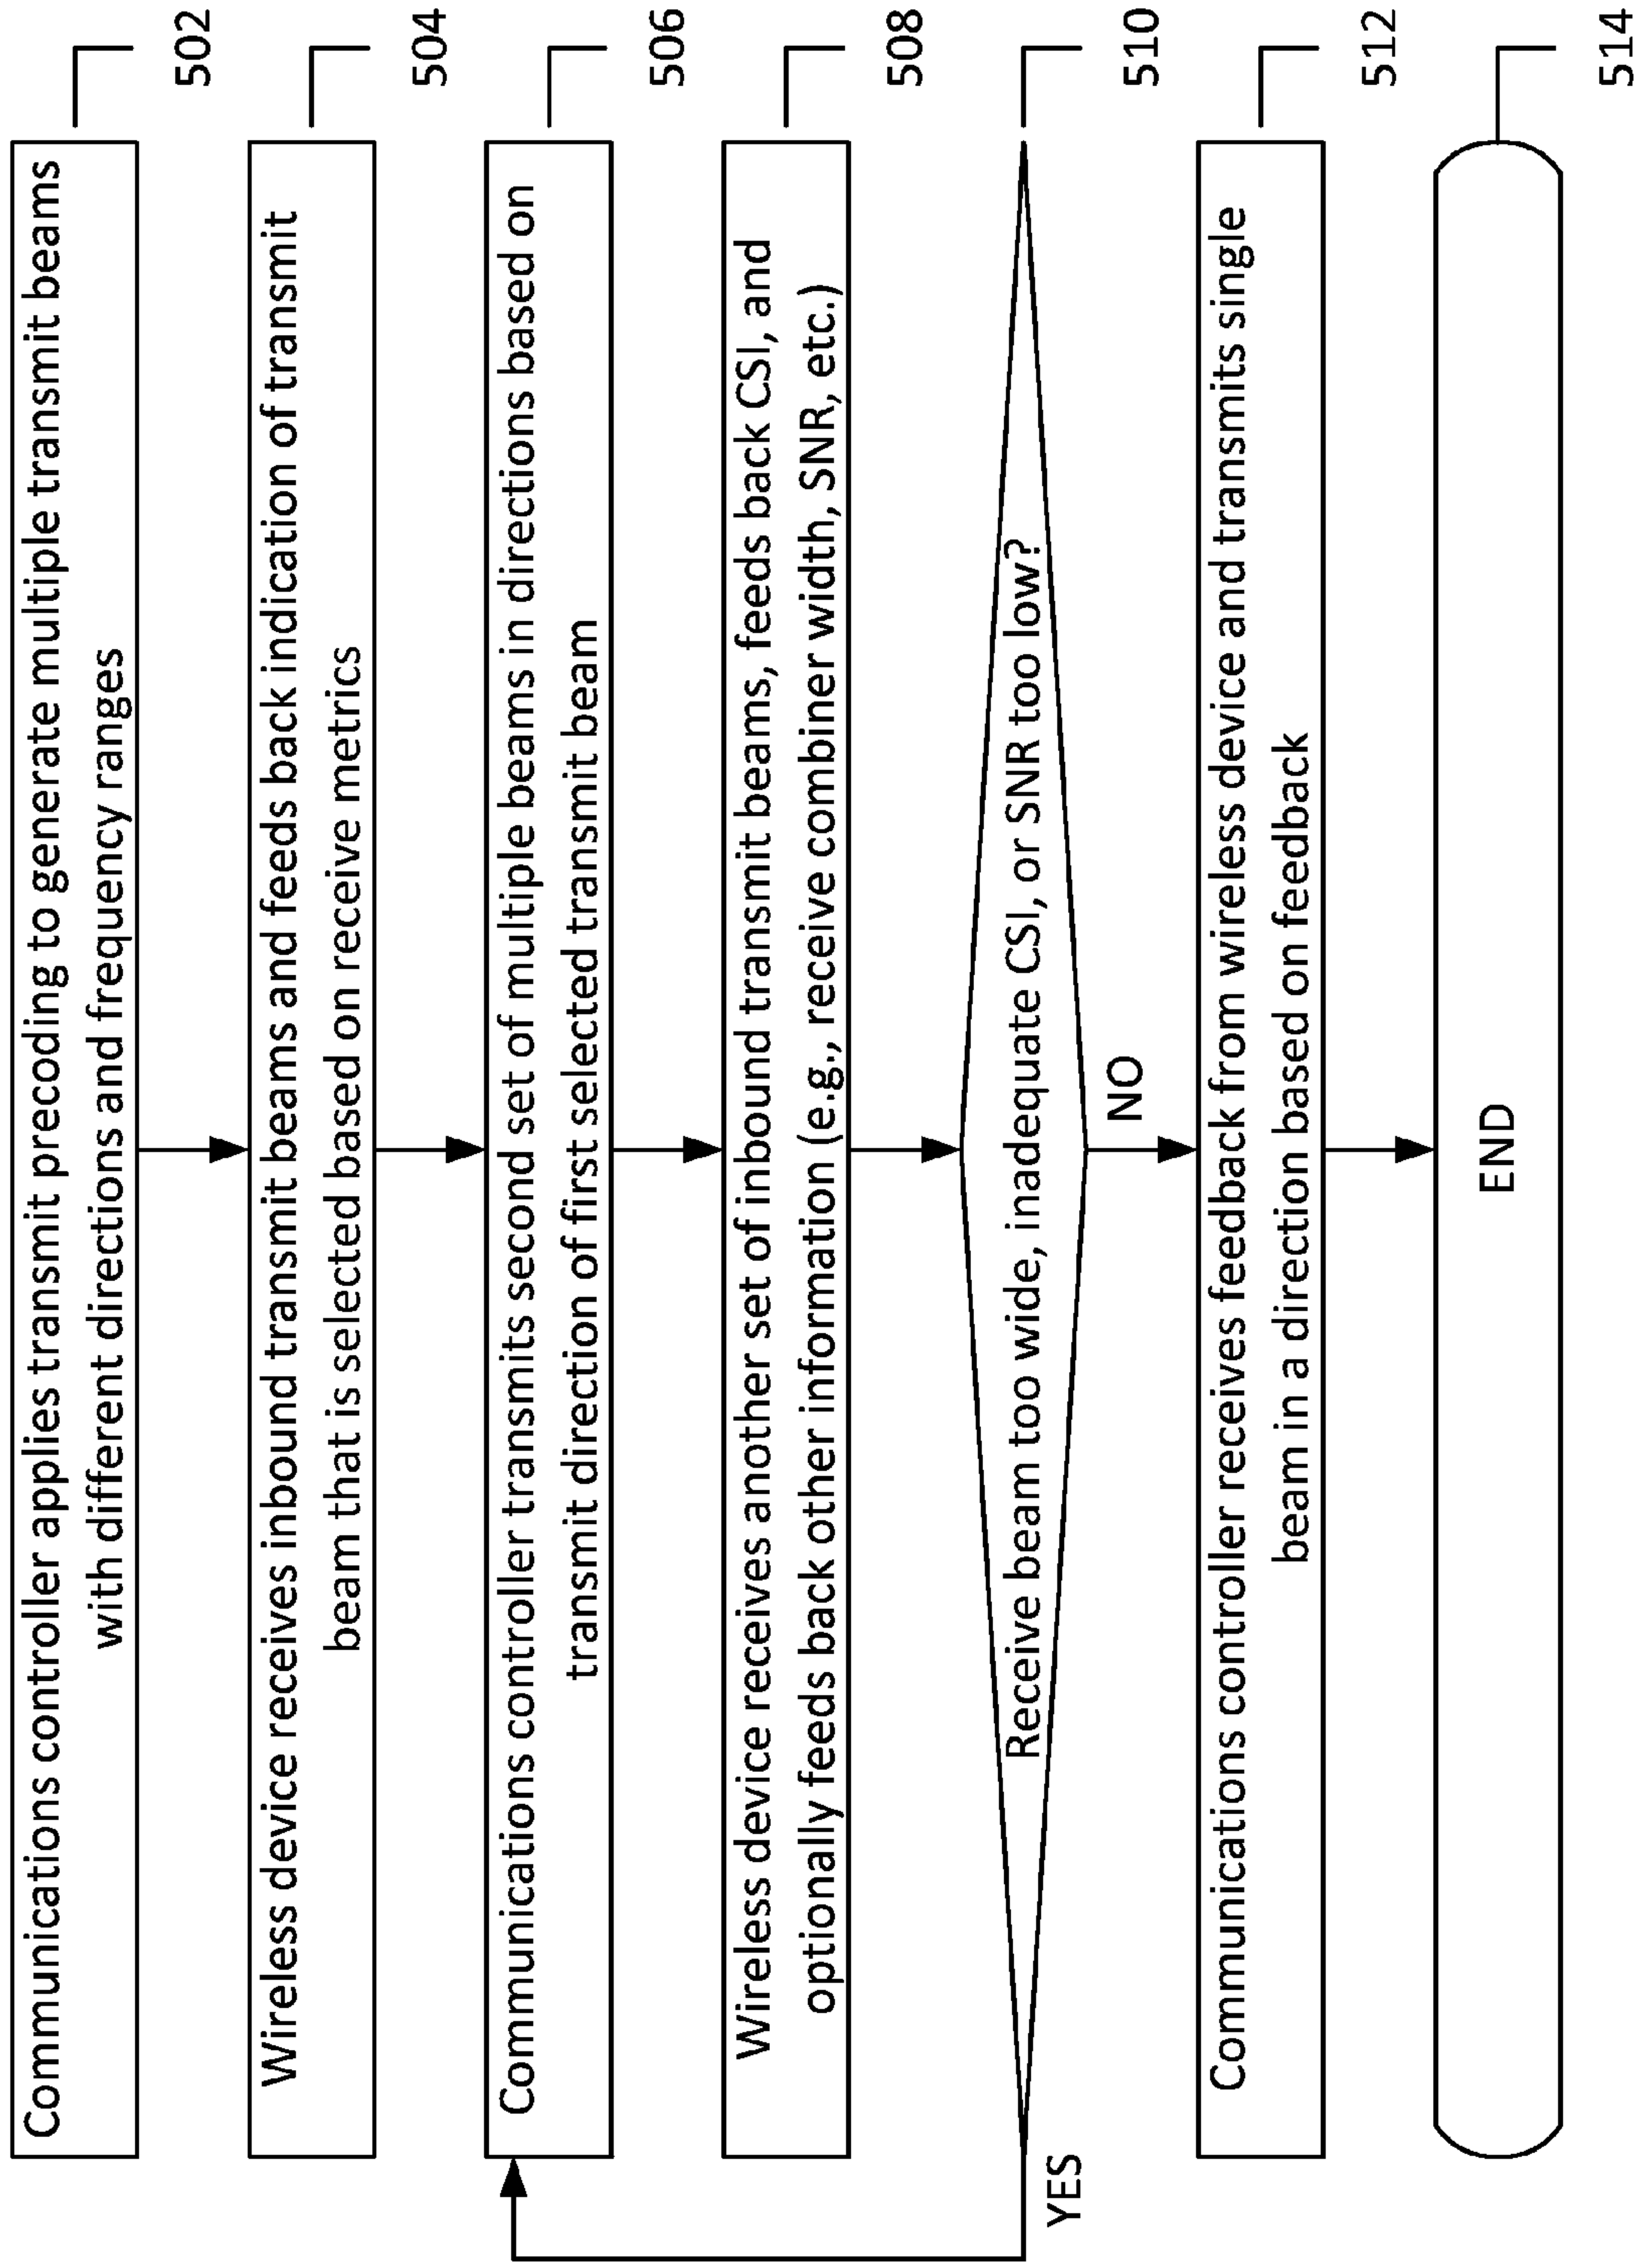 Communications controller applies transmit precoding to generate multiple transmit beams
with different directions and frequency ranges
502
Wireless device receives inbound transmit beams and feeds back indication of transmit
beam that is selected based on receive metrics
504
Communications controller transmits second set of multiple beams in directions based on
transmit direction of first selected transmit beam
506
Wireless device receives another set of inbound transmit beams, feeds back CSI, and
optionally feeds back other information (e.g., receive combiner width, SNR, etc.)
508
Receive beam too wide, inadequate CSI, or SNR too low?
510
YES
NO
Communications controller receives feedback from wireless device and transmits single
beam in a direction based on feedback
512
END
514